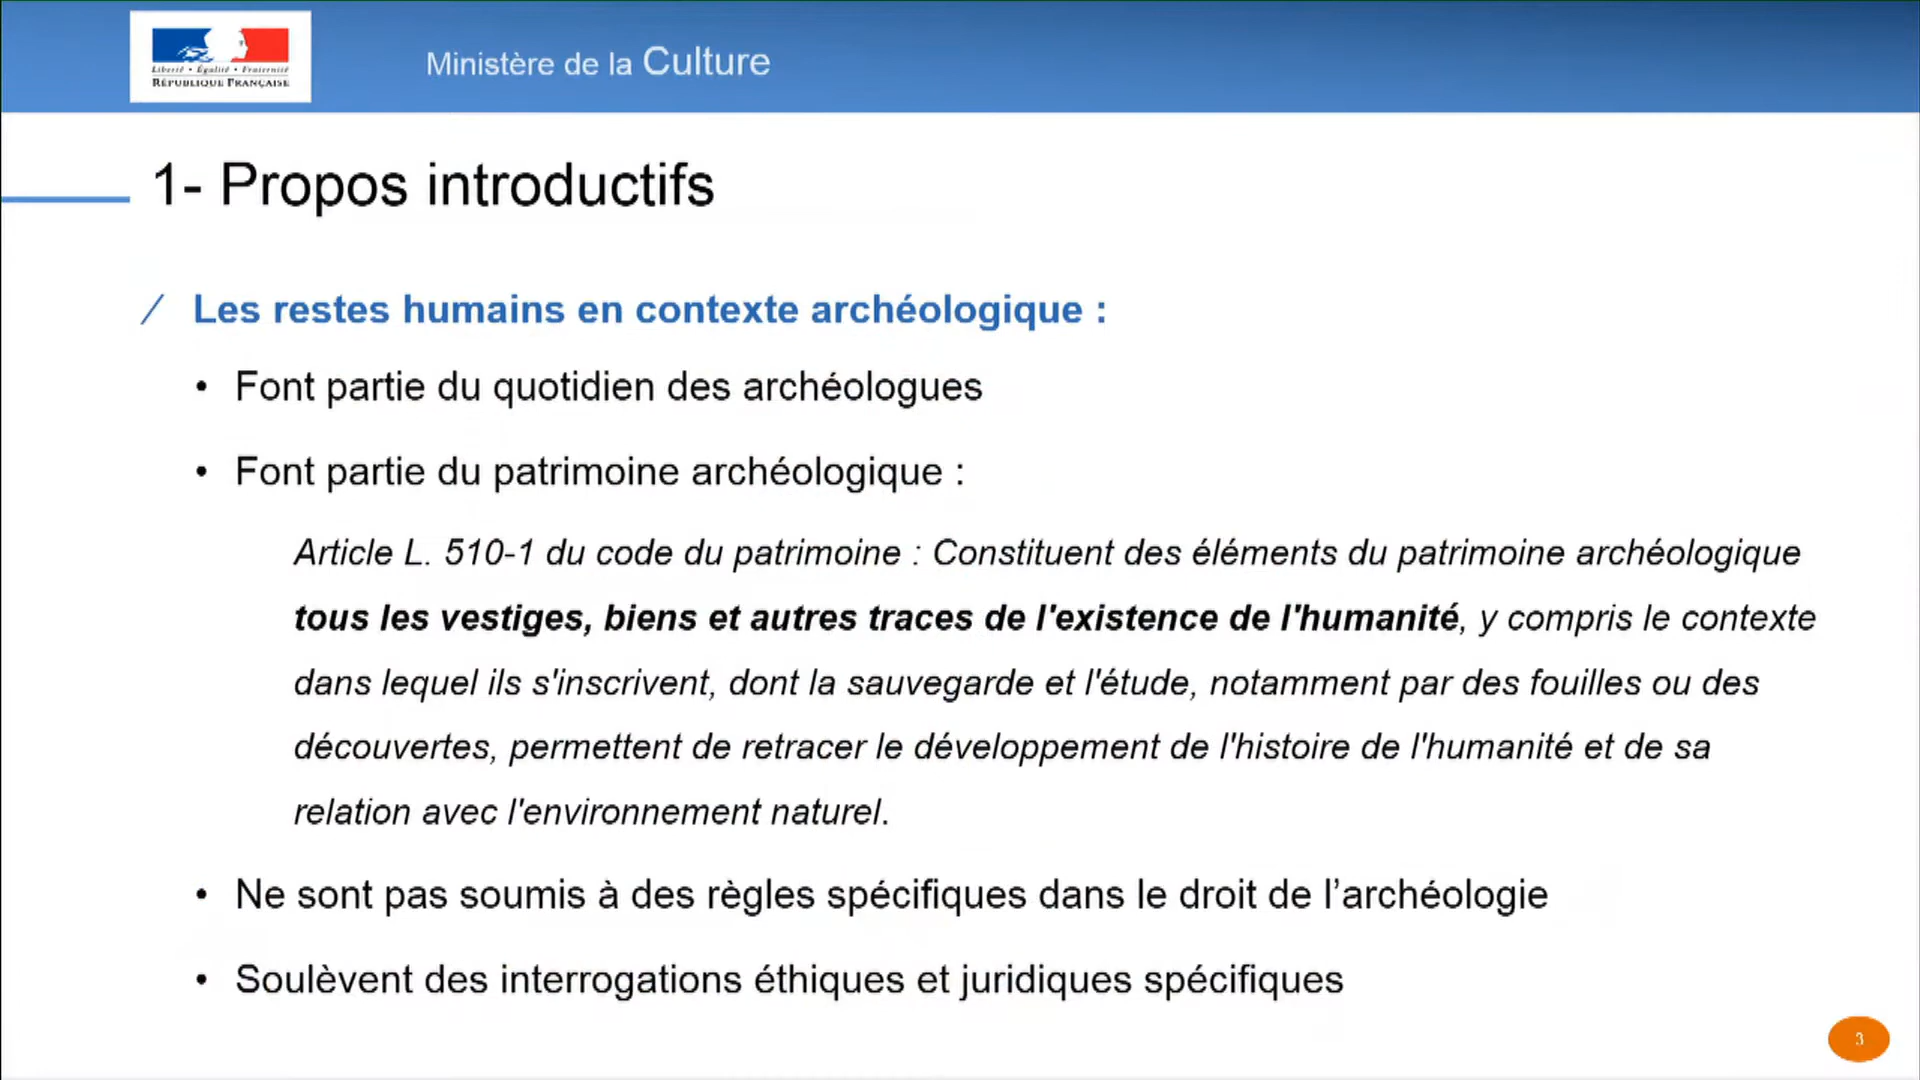 Liberté • Égalité • Fraternité
RÉPUBLIQUE FRANÇAISE
Ministère de la Culture
1- Propos introductifs
/ Les restes humains en contexte archéologique :
• Font partie du quotidien des archéologues
• Font partie du patrimoine archéologique :
Article L. 510-1 du code du patrimoine : Constituent des éléments du patrimoine archéologique
tous les vestiges, biens et autres traces de l'existence de l'humanité, y compris le contexte
dans lequel ils s'inscrivent, dont la sauvegarde et l'étude, notamment par des fouilles ou des
découvertes, permettent de retracer le développement de l'histoire de l'humanité et de sa
relation avec l'environnement naturel.
• Ne sont pas soumis à des règles spécifiques dans le droit de l’archéologie
• Soulèvent des interrogations éthiques et juridiques spécifiques
3